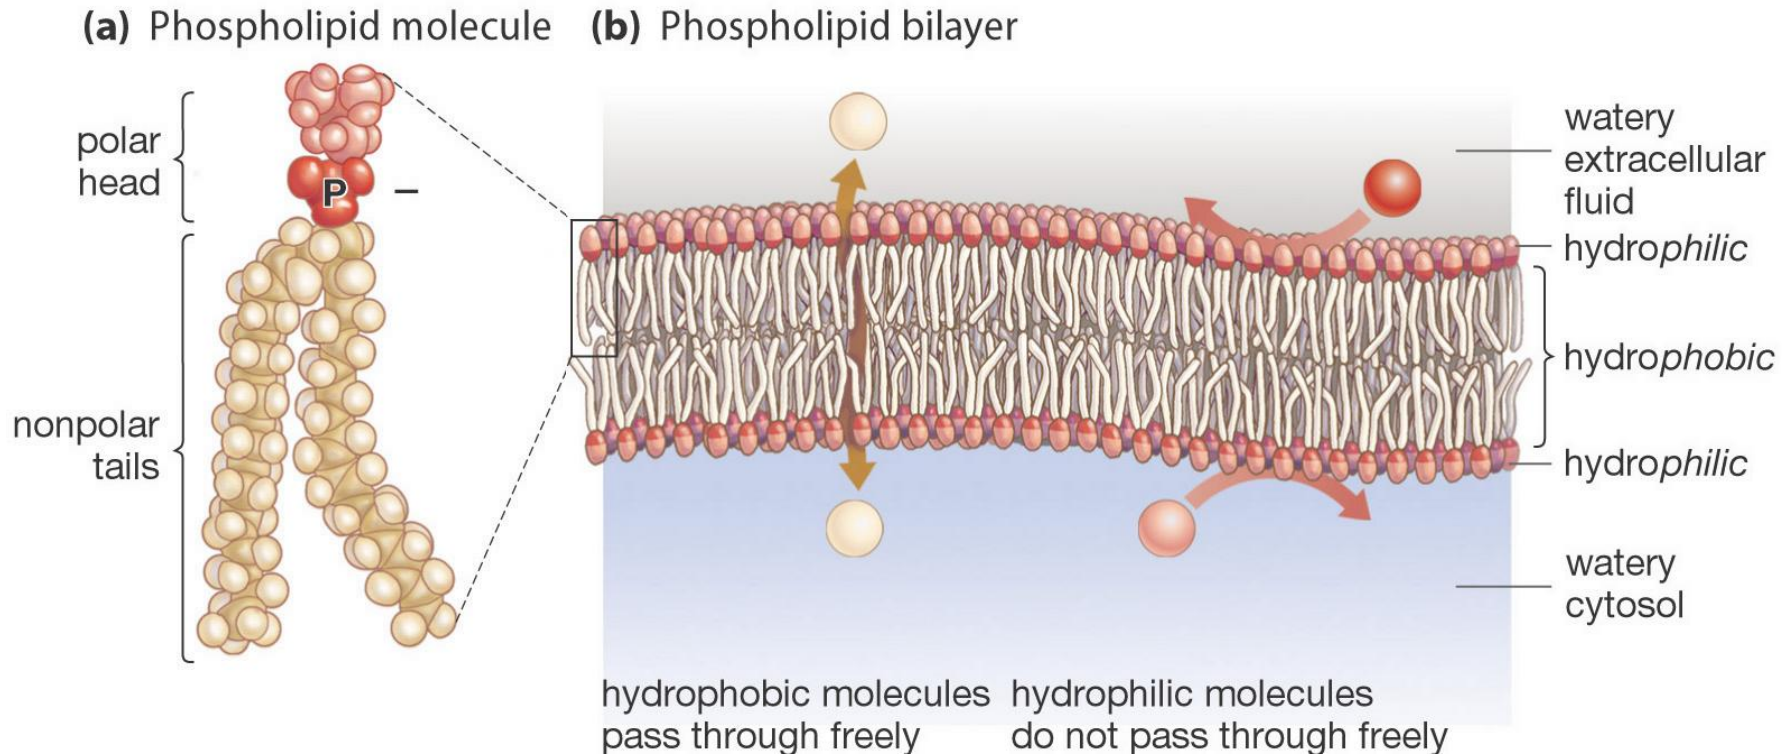 (a) Phospholipid molecule
polar
head
P
–
nonpolar
tails
(b) Phospholipid bilayer
watery
extracellular
fluid
hydrophilic
hydrophobic
hydrophilic
watery
cytosol
hydrophobic molecules
pass through freely
hydrophilic molecules
do not pass through freely